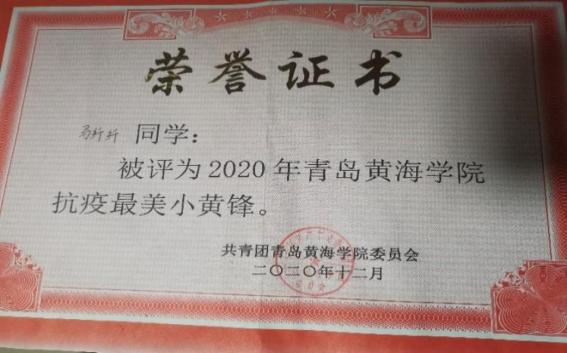 荣誉证书
同学：
被评为2020年青岛黄海学院
抗疫最美小黄锋。
共青团青岛黄海学院委员会
二〇二〇年十二月